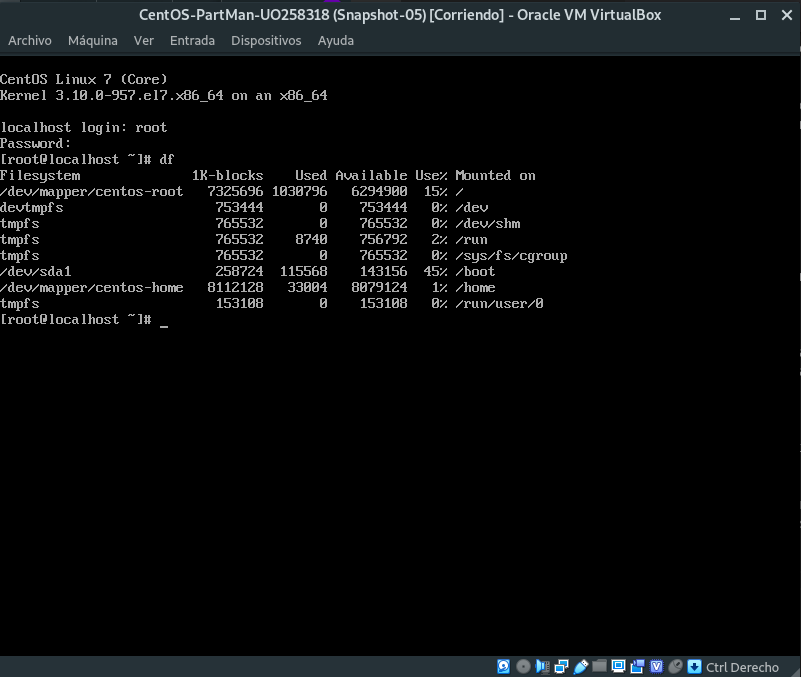 CentOS-PartMan-UO258318 (Snapshot-05) [Corriendo] - Oracle VM VirtualBox
Archivo Máquina Ver Entrada Dispositivos Ayuda
CentOS Linux 7 (Core)
Kernel 3.10.0-957.el7.x86_64 on an x86_64
localhost login: root
Password:
[root@localhost ~]# df
Filesystem 1K-blocks Used Available Use% Mounted on
/dev/mapper/centos-root 7325696 1030796 6294900 15% /
devtmpfs 753444 0 753444 0% /dev
tmpfs 765532 0 765532 0% /dev/shm
tmpfs 765532 8740 756792 2% /run
tmpfs 765532 0 765532 0% /sys/fs/cgroup
/dev/sda1 258724 115568 143156 45% /boot
/dev/mapper/centos-home 8112128 33004 8079124 1% /home
tmpfs 153108 0 153108 0% /run/user/0
[root@localhost ~]# _
Ctrl Derecho